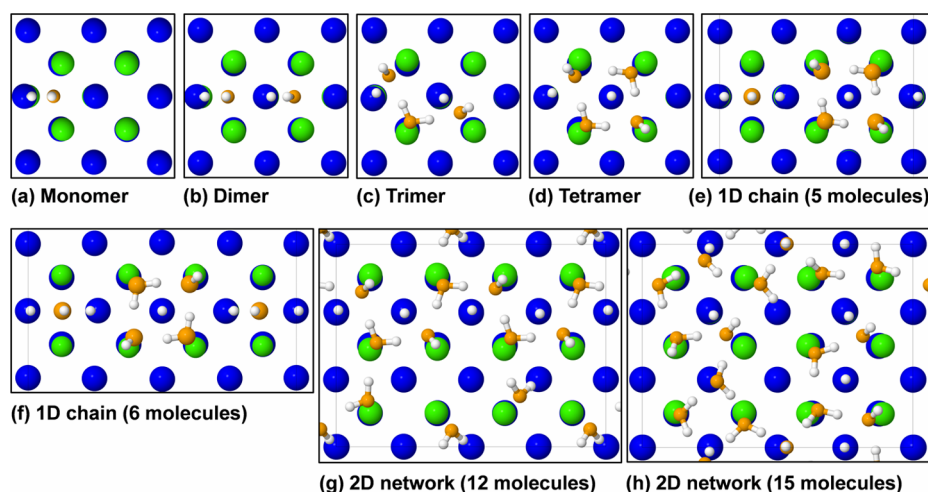 (a) Monomer
(b) Dimer
(c) Trimer
(d) Tetramer
(e) 1D chain (5 molecules)
(f) 1D chain (6 molecules)
(g) 2D network (12 molecules)
(h) 2D network (15 molecules)